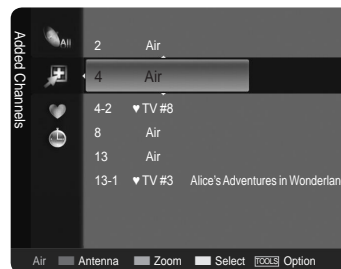 Added Channels
All
2 Air
4 Air
4-2 ♥ TV #8
8 Air
13 Air
13-1 ♥ TV #3 Alice's Adventures in Wonderlan
Air Antenna Zoom Select TOOLS Option